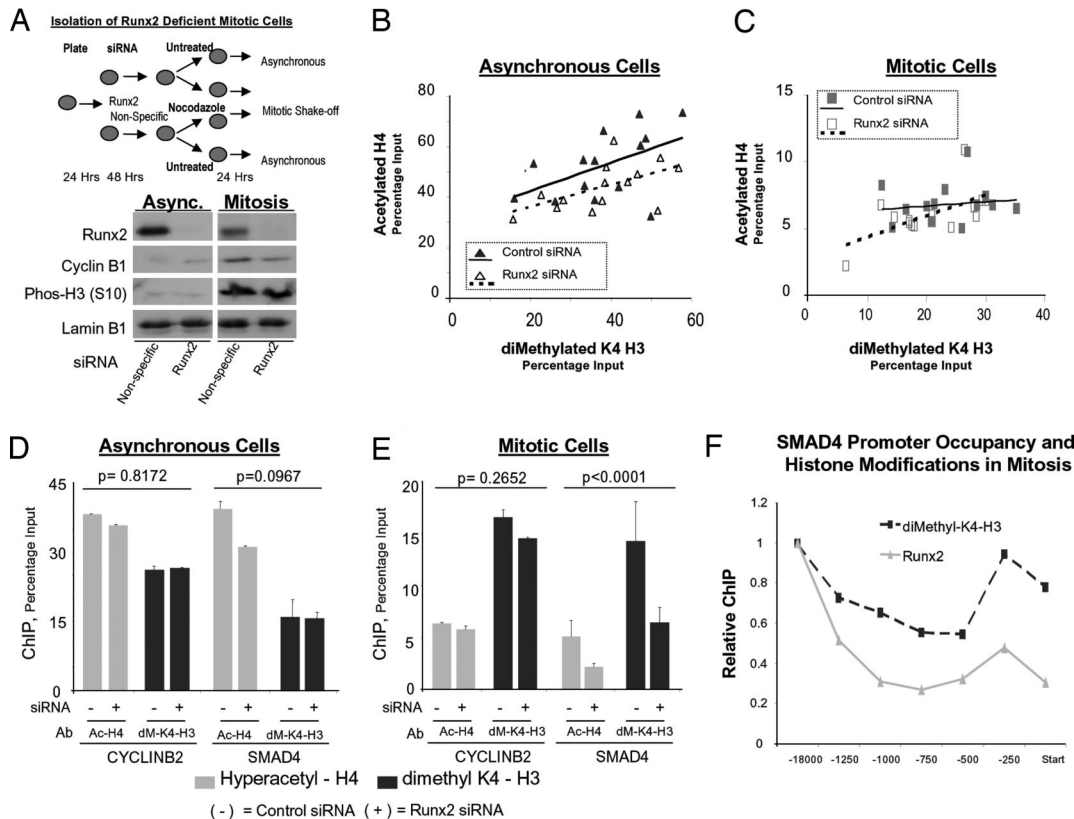 A
Isolation of Runx2 Deficient Mitotic Cells
Plate siRNA
Untreated
Asynchronous
Runx2
Non-Specific
Nocodazole
Mitotic Shake-off
Untreated
Asynchronous
24 Hrs 48 Hrs 24 Hrs
Async. Mitosis
Runx2
Cyclin B1
Phos-H3 (S10)
Lamin B1
siRNA
Non-specific Runx2 Non-specific Runx2
B
Asynchronous Cells
Acetylated H4
Percentage Input
80
60
40
20
0
Control siRNA
Runx2 siRNA
0 20 40 60
diMethylated K4 H3
Percentage Input
C
Mitotic Cells
Control siRNA
Runx2 siRNA
Acetylated H4
Percentage Input
15
10
5
0
0 10 20 30 40
diMethylated K4 H3
Percentage Input
D
Asynchronous Cells
p= 0.8172 p=0.0967
ChIP, Percentage Input
45
30
15
0
siRNA - + - + - + - +
Ab Ac-H4 dM-K4-H3 Ac-H4 dM-K4-H3
CYCLINB2 SMAD4
E
Mitotic Cells
p= 0.2652 p<0.0001
ChIP, Percentage Input
20
15
10
5
0
siRNA - + - + - + - +
Ab Ac-H4 dM-K4-H3 Ac-H4 dM-K4-H3
CYCLINB2 SMAD4
Hyperacetyl - H4 dimethyl K4 - H3
( - ) = Control siRNA ( + ) = Runx2 siRNA
F
SMAD4 Promoter Occupancy and
Histone Modifications in Mitosis
Relative ChIP
1.2
1
0.8
0.6
0.4
0.2
0
diMethyl-K4-H3
Runx2
-18000 -1250 -1000 -750 -500 -250 Start